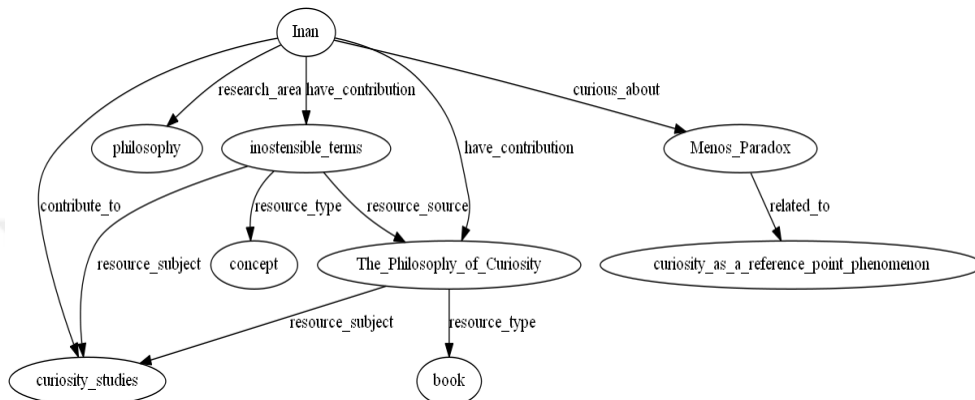 Inan
research_area
have_contribution
curious_about
philosophy
inostensible_terms
have_contribution
Menos_Paradox
contribute_to
resource_type
resource_source
related_to
resource_subject
concept
The_Philosophy_of_Curiosity
curiosity_as_a_reference_point_phenomenon
resource_subject
resource_type
curiosity_studies
book